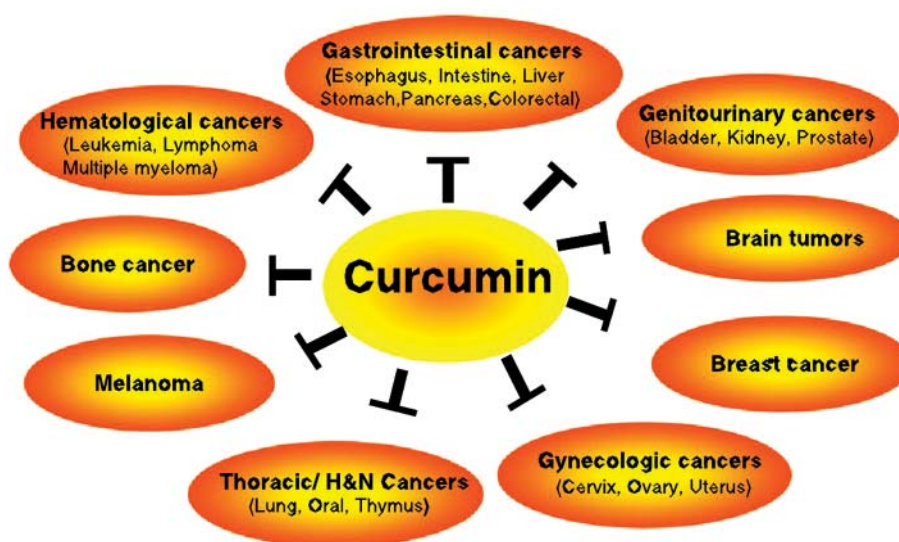 Gastrointestinal cancers
(Esophagus, Intestine, Liver
Stomach,Pancreas,Colorectal)
Genitourinary cancers
(Bladder, Kidney, Prostate)
Hematological cancers
(Leukemia, Lymphoma
Multiple myeloma)
Brain tumors
Bone cancer
Curcumin
Breast cancer
Melanoma
Gynecologic cancers
(Cervix, Ovary, Uterus)
Thoracic/ H&N Cancers
(Lung, Oral, Thymus)